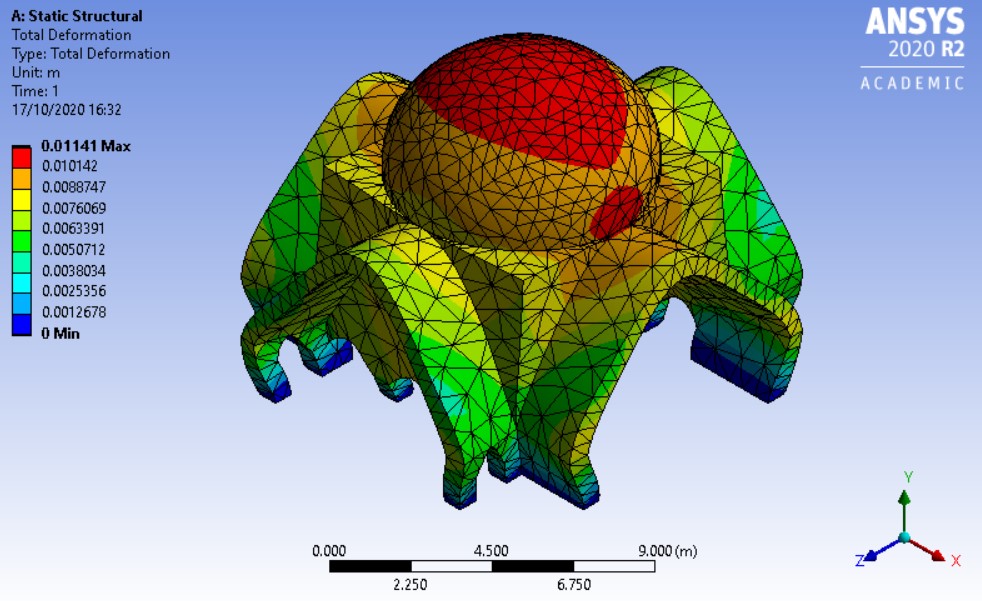 A: Static Structural
Total Deformation
Type: Total Deformation
Unit: m
Time: 1
17/10/2020 16:32
0.01141 Max
0.010142
0.0088747
0.0076069
0.0063391
0.0050712
0.0038034
0.0025356
0.0012678
0 Min
ANSYS
2020 R2
ACADEMIC
0.000 4.500 9.000 (m)
2.250 6.750
Y
Z X